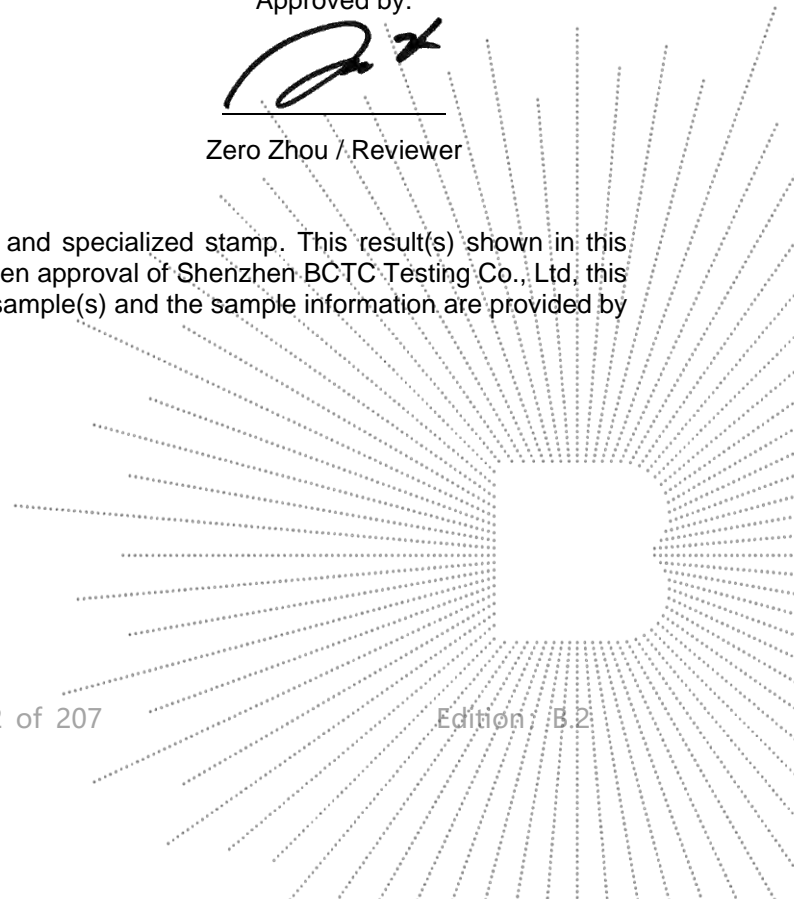 Approved by:
Zero Zhou / Reviewer
and specialized stamp. This result(s) shown in this
en approval of Shenzhen BCTC Testing Co., Ltd, this
sample(s) and the sample information are provided by
of 207 Edition: B.2